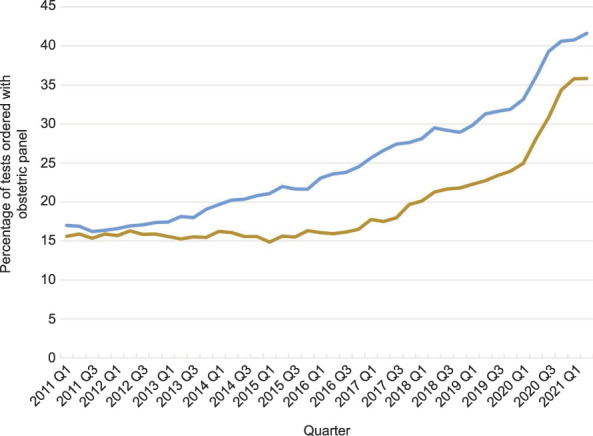 45
40
35
30
25
20
15
10
5
0
Percentage of tests ordered with
obstetric panel
2011 Q1
2011 Q3
2012 Q1
2012 Q3
2013 Q1
2013 Q3
2014 Q1
2014 Q3
2015 Q1
2015 Q3
2016 Q1
2016 Q3
2017 Q1
2017 Q3
2018 Q1
2018 Q3
2019 Q1
2019 Q3
2020 Q1
2020 Q3
2021 Q1
Quarter